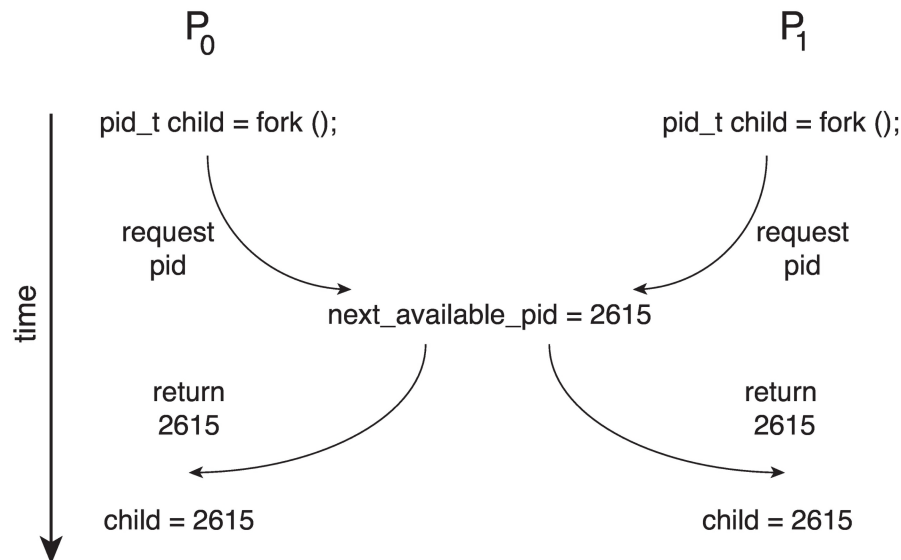 P0
P1
pid_t child = fork ();
pid_t child = fork ();
request
pid
request
pid
next_available_pid = 2615
time
return
2615
return
2615
child = 2615
child = 2615